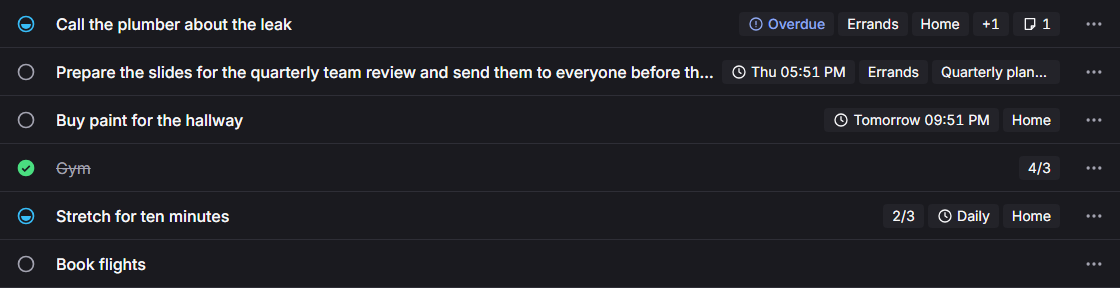 Call the plumber about the leak Overdue Errands Home +1 1
Prepare the slides for the quarterly team review and send them to everyone before th... Thu 05:51 PM Errands Quarterly plan...
Buy paint for the hallway Tomorrow 09:51 PM Home
Gym 4/3
Stretch for ten minutes 2/3 Daily Home
Book flights